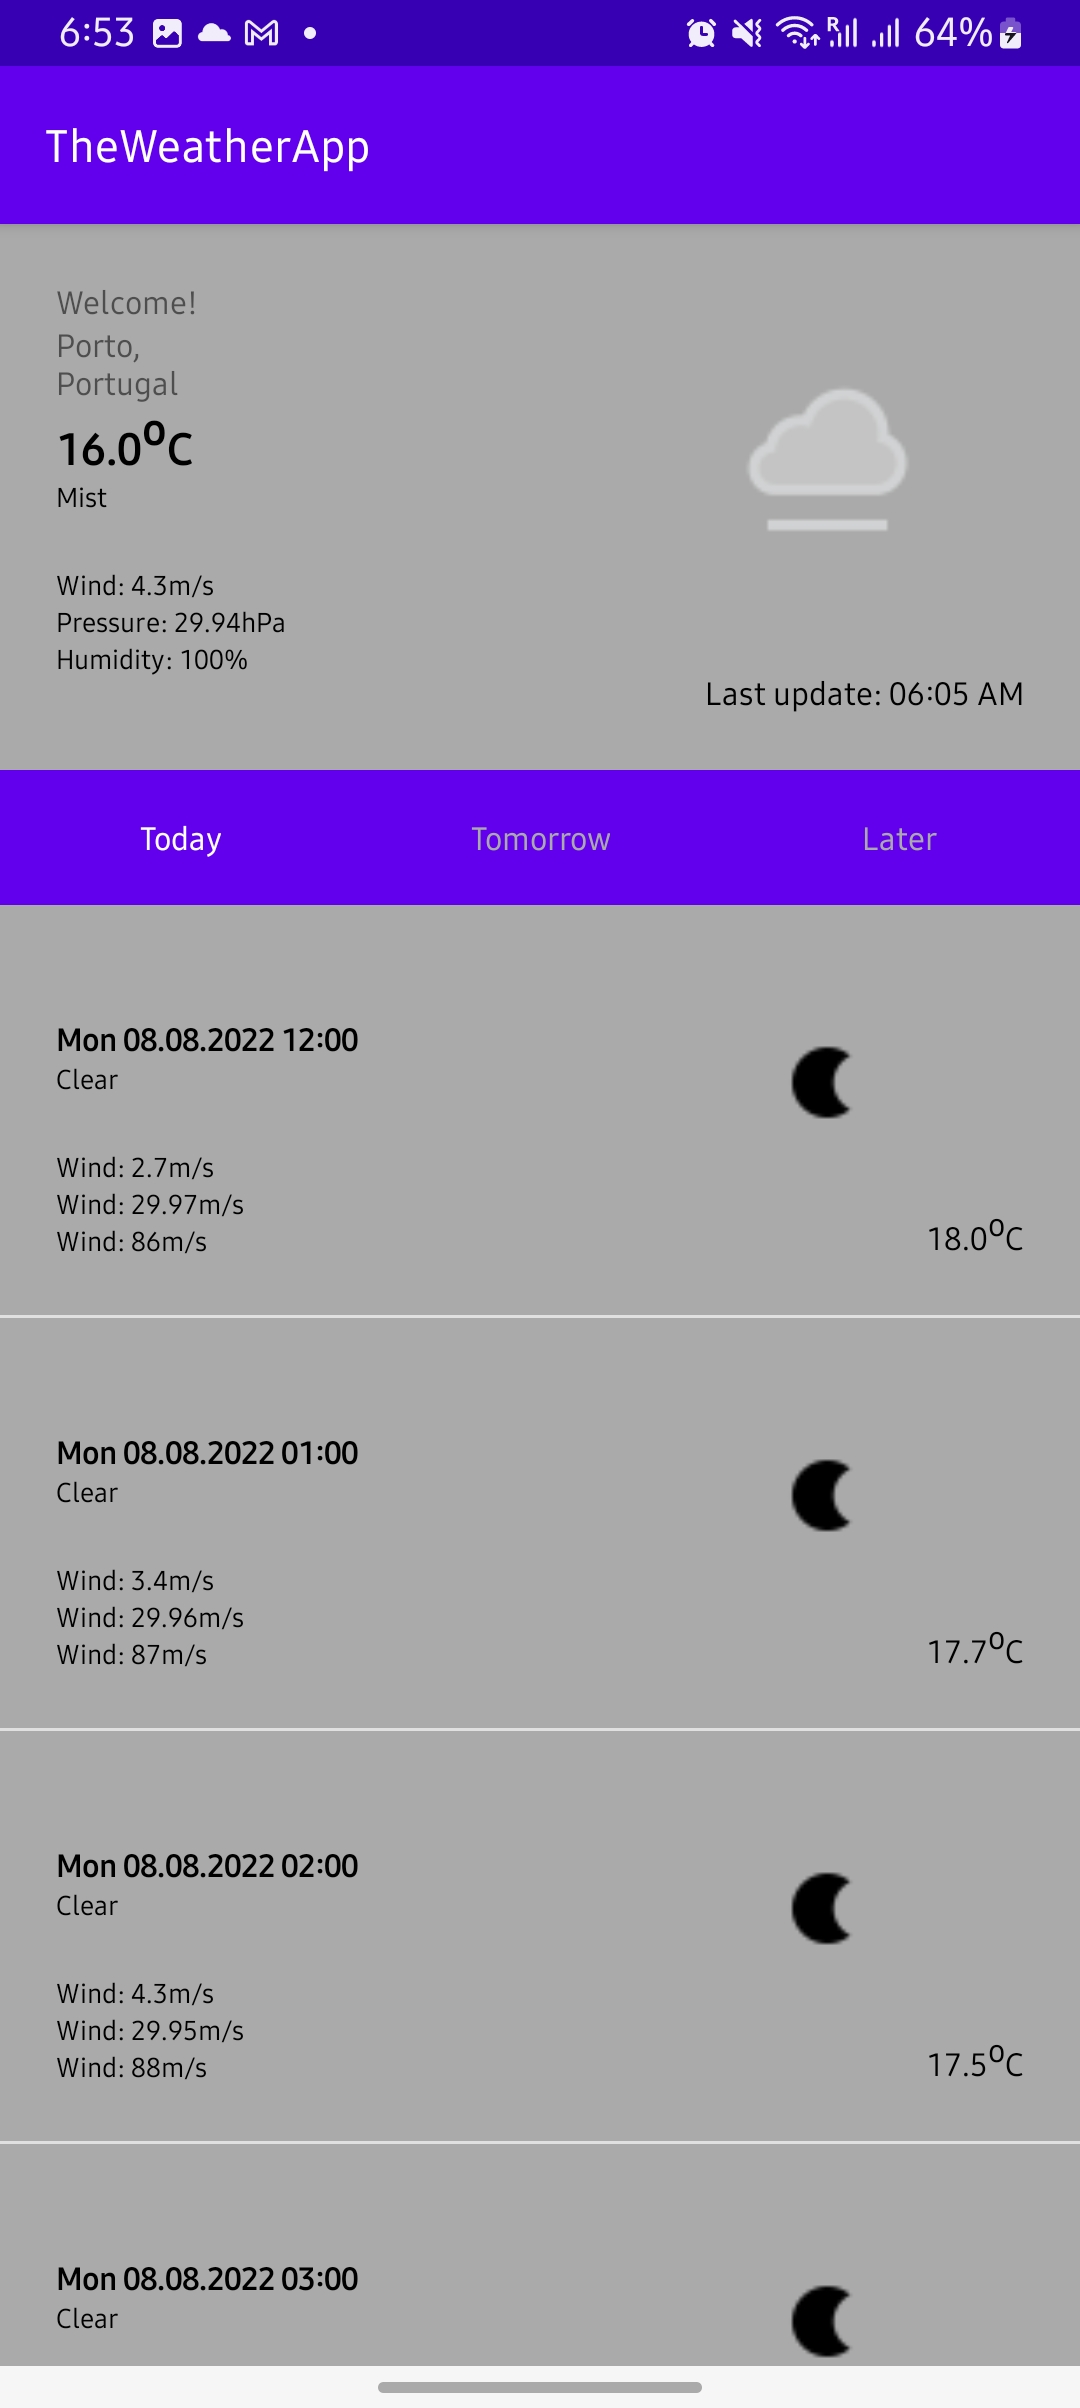 6:53 R 64%
TheWeatherApp
Welcome!
Porto,
Portugal
16.0⁰C
Mist
Wind: 4.3m/s
Pressure: 29.94hPa
Humidity: 100%
Last update: 06:05 AM
Today Tomorrow Later
Mon 08.08.2022 12:00
Clear
Wind: 2.7m/s
Wind: 29.97m/s
Wind: 86m/s
18.0⁰C
Mon 08.08.2022 01:00
Clear
Wind: 3.4m/s
Wind: 29.96m/s
Wind: 87m/s
17.7⁰C
Mon 08.08.2022 02:00
Clear
Wind: 4.3m/s
Wind: 29.95m/s
Wind: 88m/s
17.5⁰C
Mon 08.08.2022 03:00
Clear